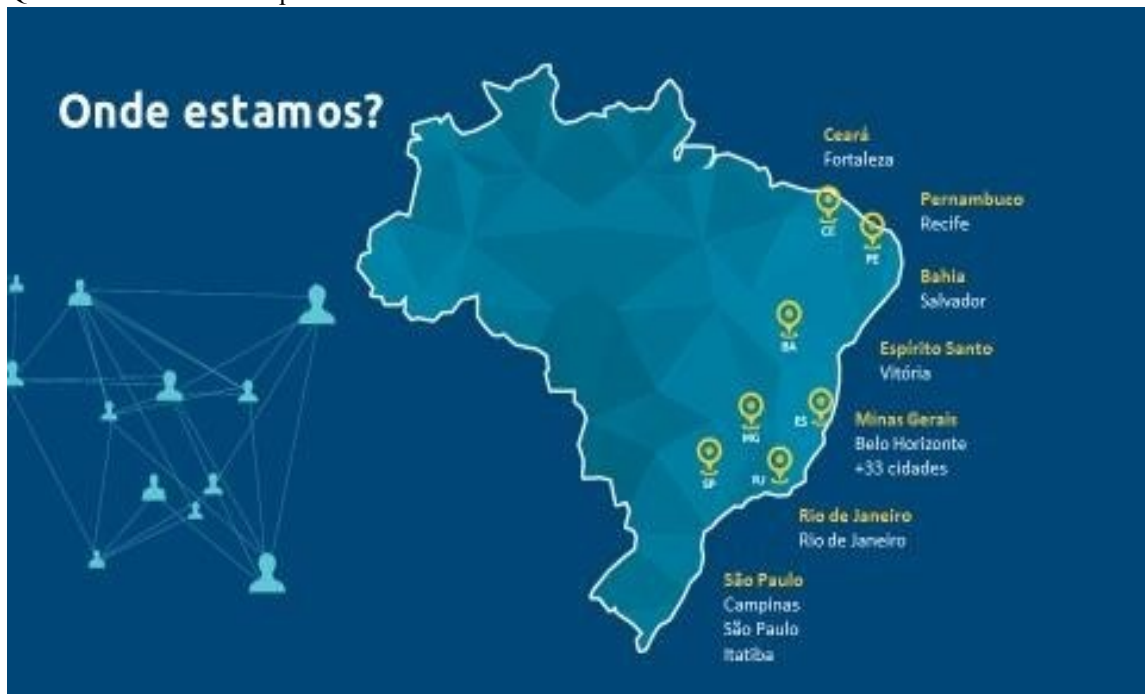 Onde estamos?
Ceará
Fortaleza
CE
Pernambuco
Recife
PE
Bahia
Salvador
BA
Espírito Santo
Vitória
ES
Minas Gerais
Belo Horizonte
+33 cidades
MG
Rio de Janeiro
Rio de Janeiro
RJ
São Paulo
Campinas
São Paulo
Itatiba
SP